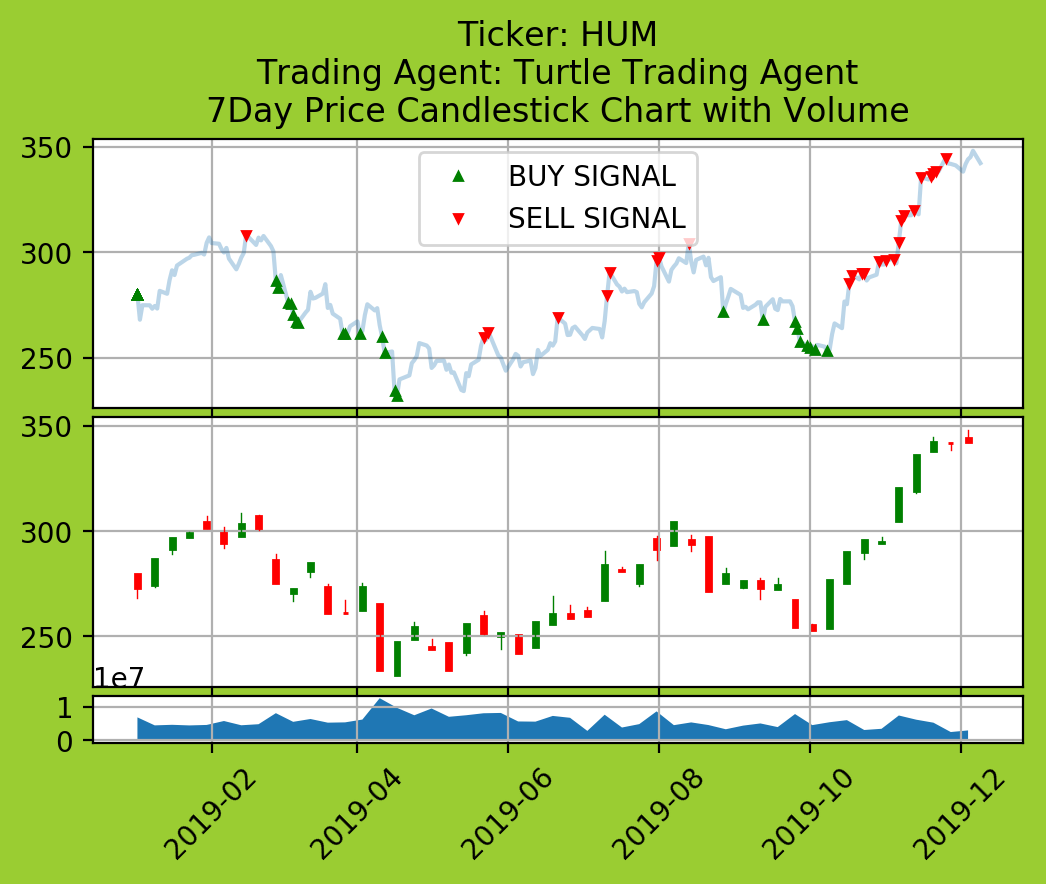 Ticker: HUM
Trading Agent: Turtle Trading Agent
7Day Price Candlestick Chart with Volume
350
300
250
BUY SIGNAL
SELL SIGNAL
350
300
250
1e7
1
0
2019-02
2019-04
2019-06
2019-08
2019-10
2019-12